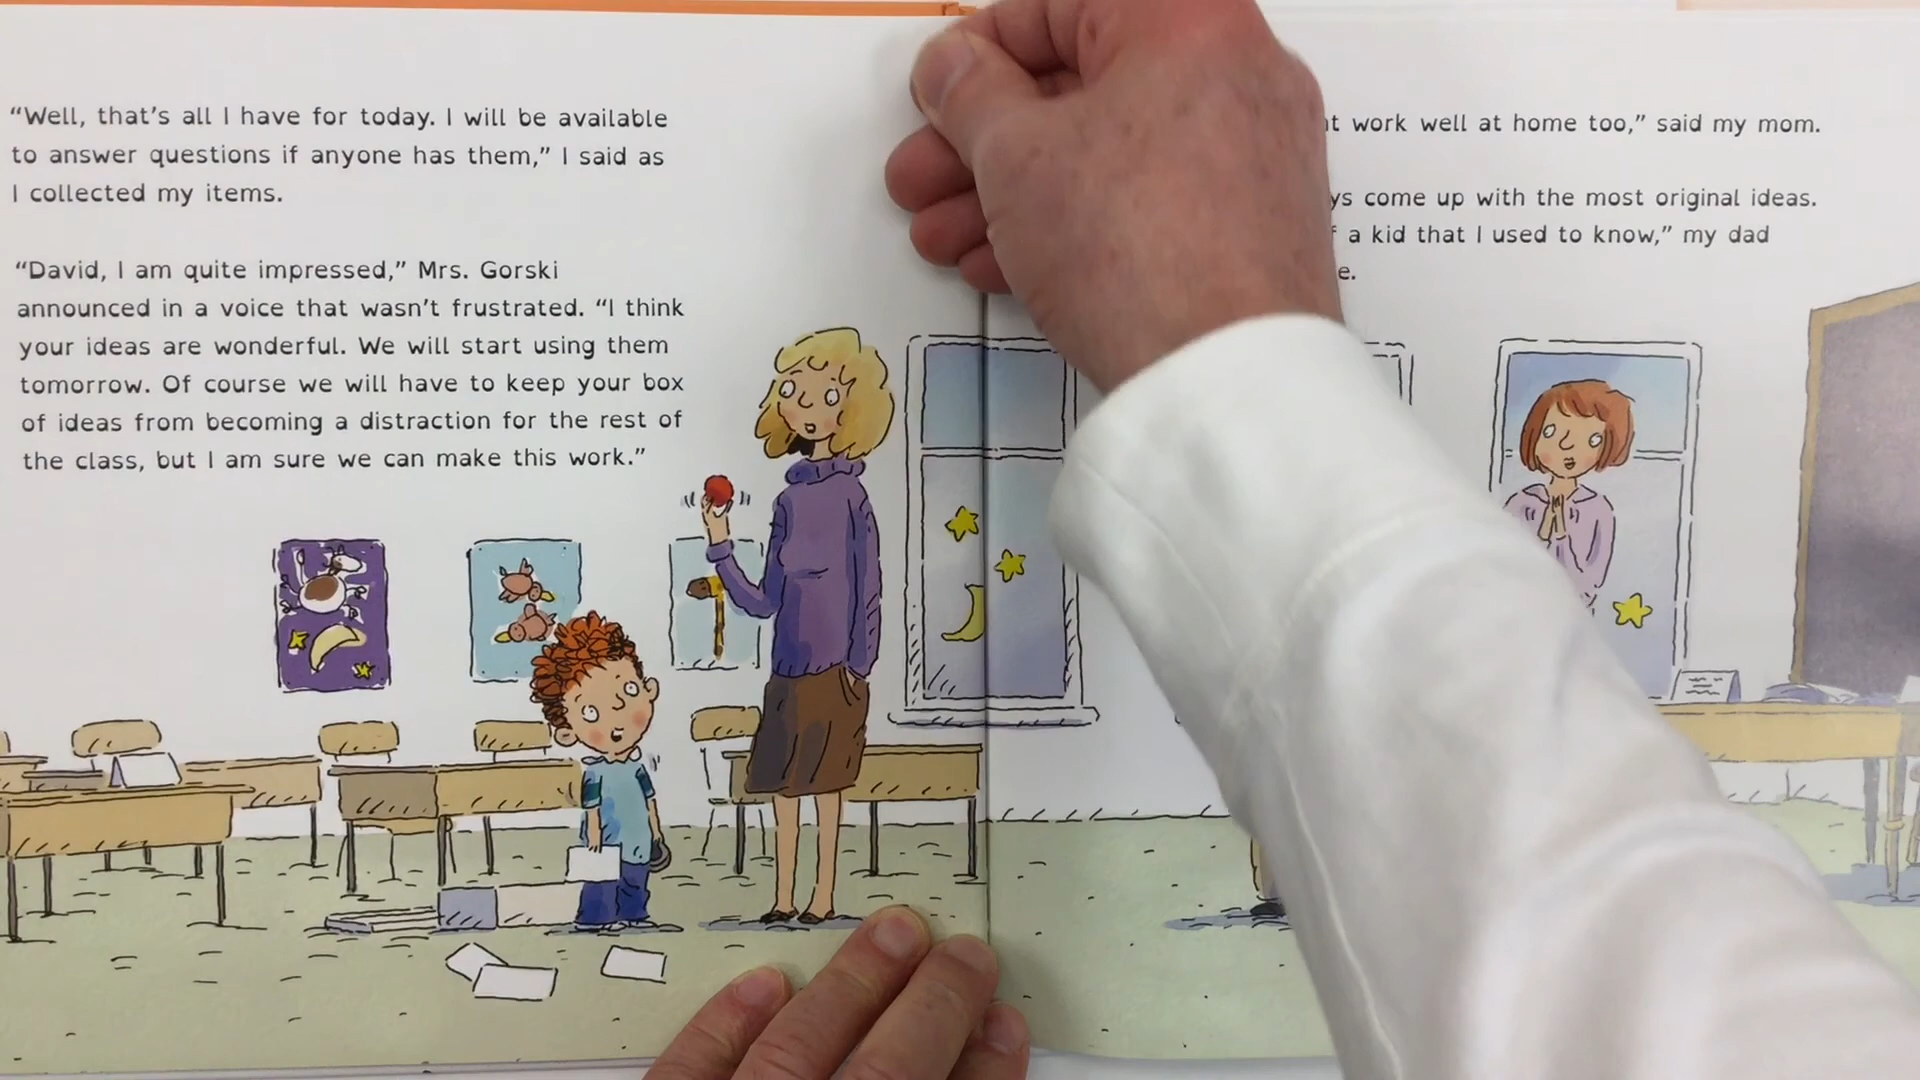 “Well, that’s all I have for today. I will be available
to answer questions if anyone has them,” I said as
I collected my items.
“David, I am quite impressed,” Mrs. Gorski
announced in a voice that wasn’t frustrated. “I think
your ideas are wonderful. We will start using them
tomorrow. Of course we will have to keep your box
of ideas from becoming a distraction for the rest of
the class, but I am sure we can make this work.”
work well at home too,” said my mom.
come up with the most original ideas.
a kid that I used to know,” my dad